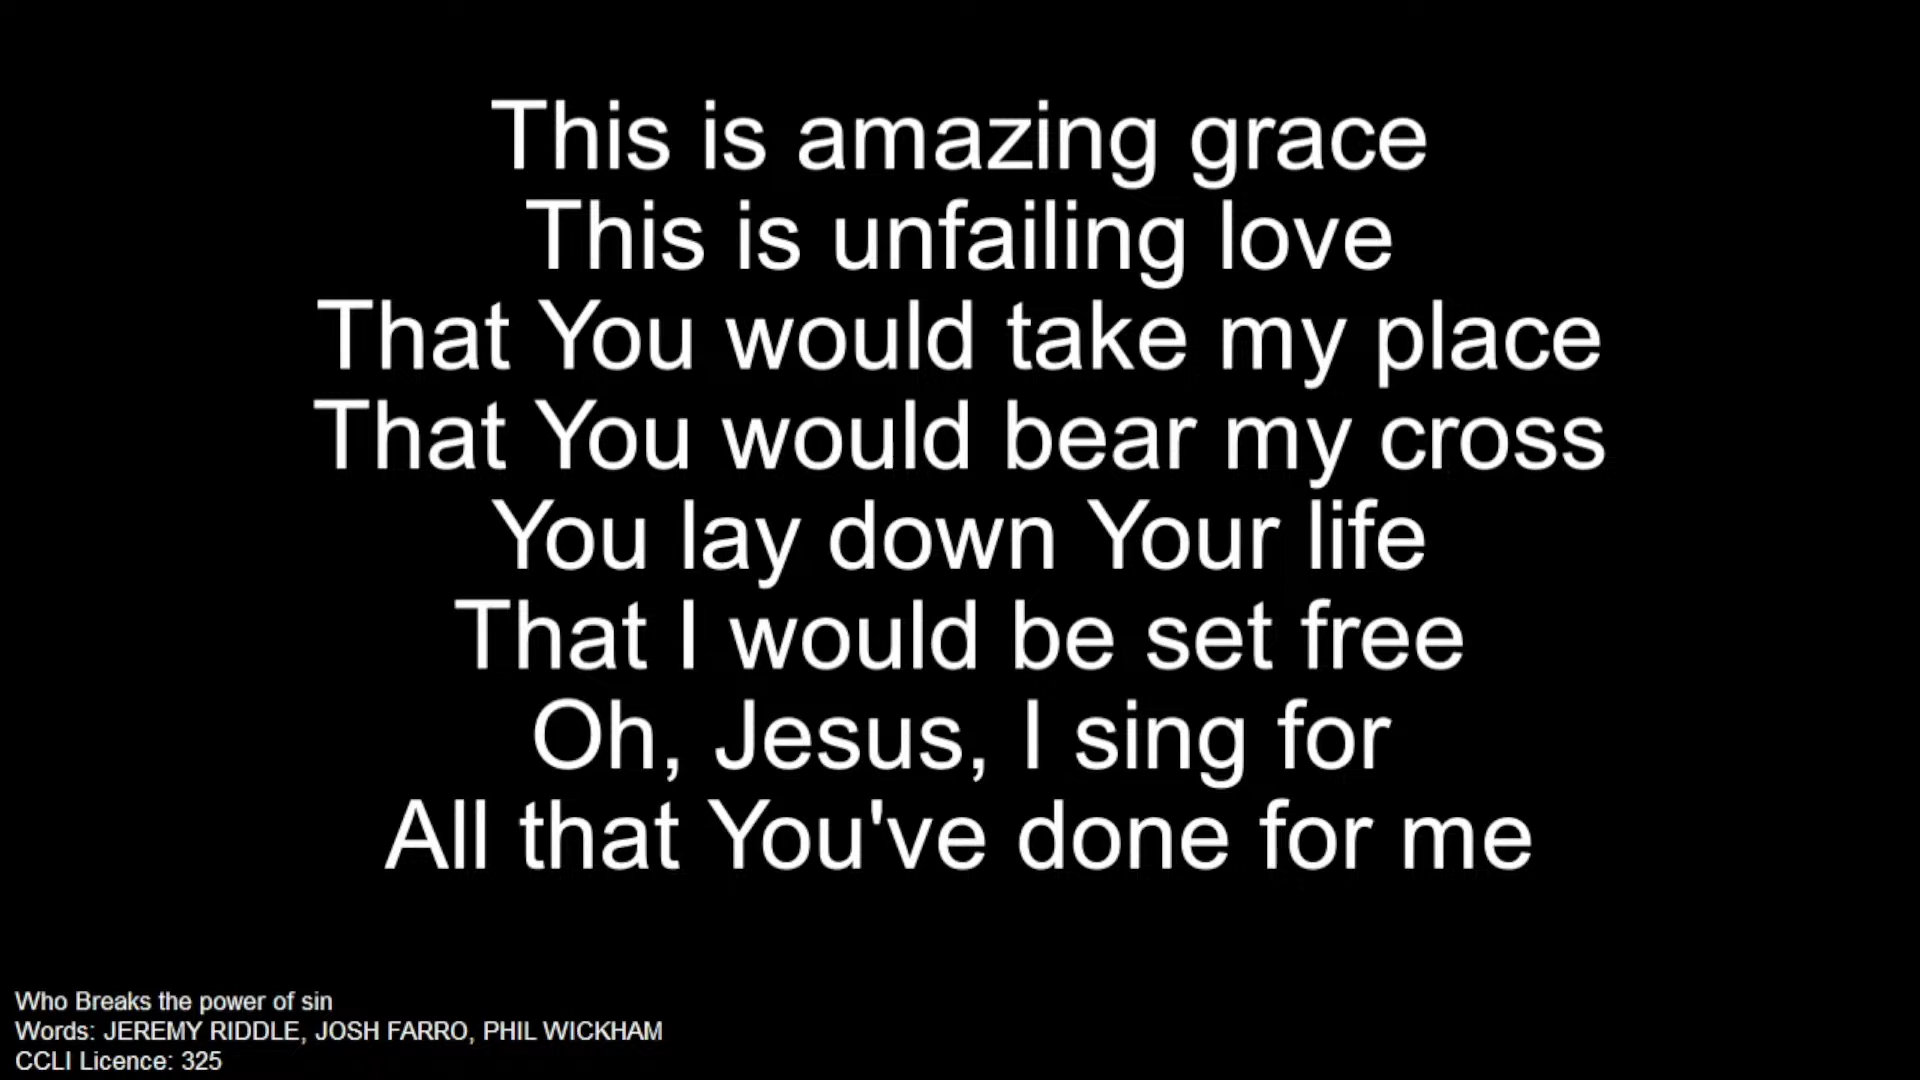 This is amazing grace
This is unfailing love
That You would take my place
That You would bear my cross
You lay down Your life
That I would be set free
Oh, Jesus, I sing for
All that You've done for me
Who Breaks the power of sin
Words: JEREMY RIDDLE, JOSH FARRO, PHIL WICKHAM
CCLI Licence: 325